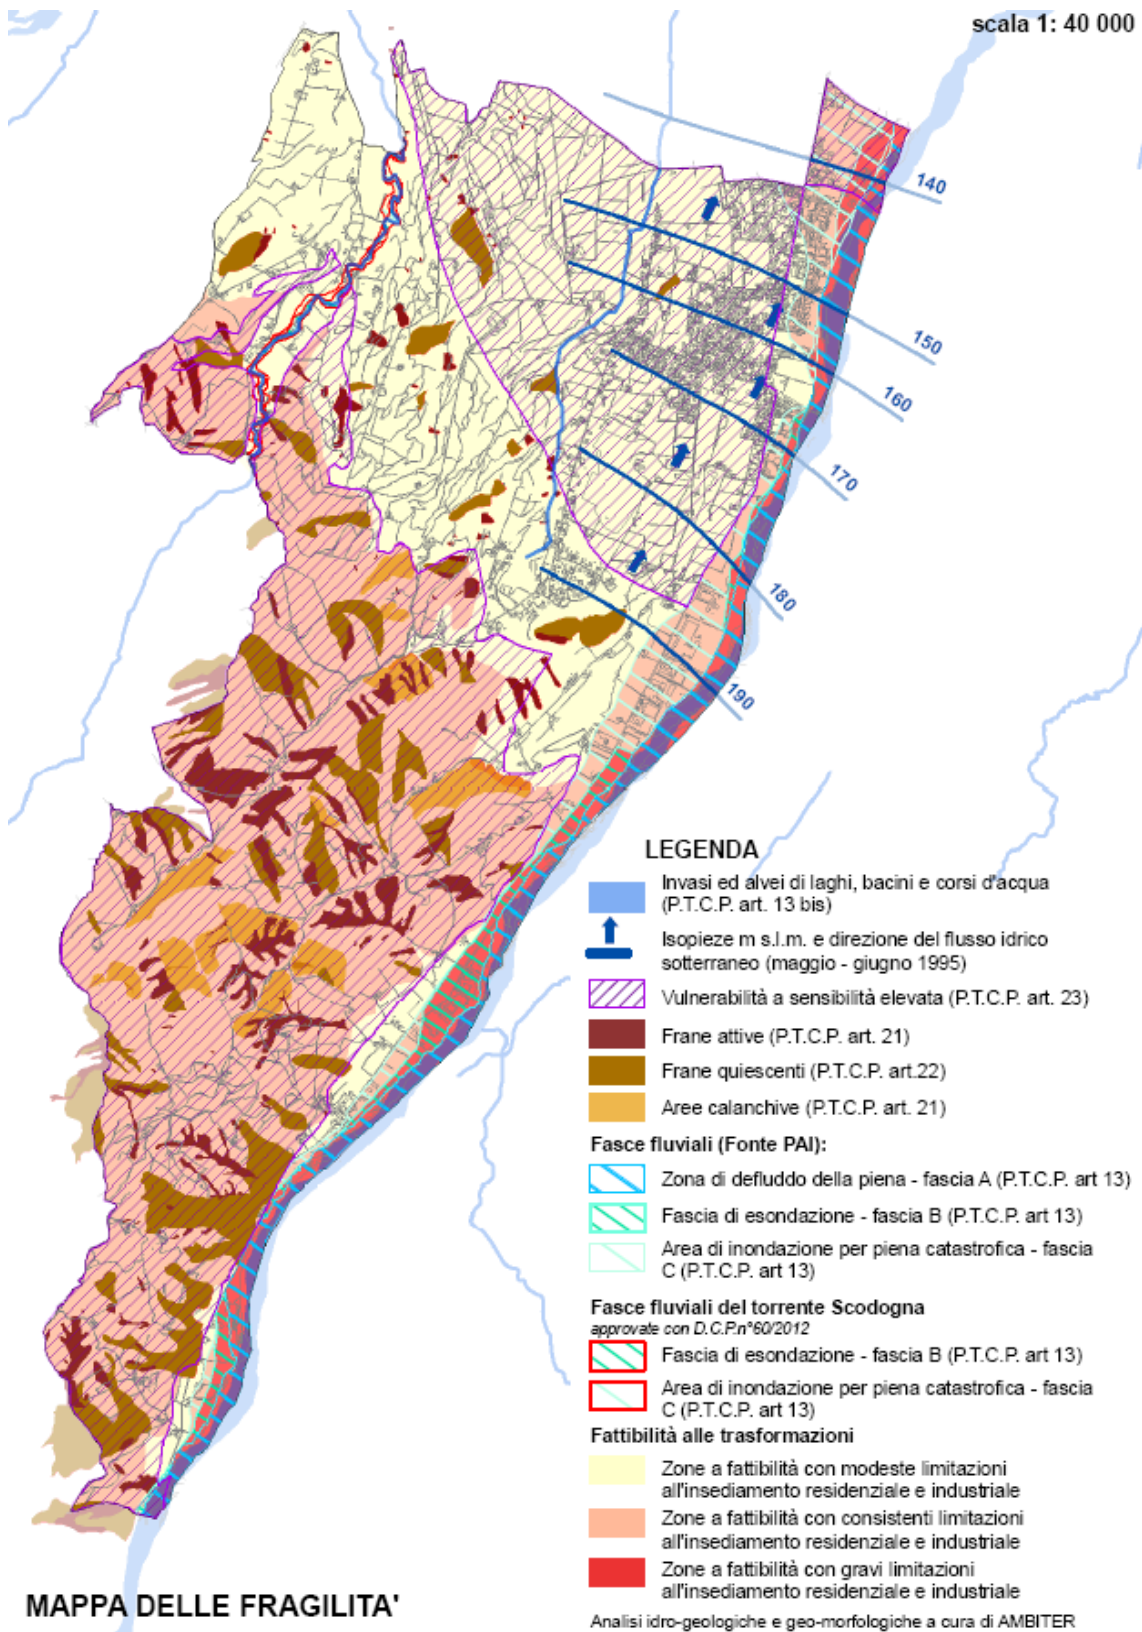 scala 1: 40 000
140
150
160
170
180
190
LEGENDA
Invasi ed alvei di laghi, bacini e corsi d'acqua
(P.T.C.P. art. 13 bis)
Isopieze m s.l.m. e direzione del flusso idrico
sotterraneo (maggio - giugno 1995)
Vulnerabilità a sensibilità elevata (P.T.C.P. art. 23)
Frane attive (P.T.C.P. art. 21)
Frane quiescenti (P.T.C.P. art.22)
Aree calanchive (P.T.C.P. art. 21)
Fasce fluviali (Fonte PAI):
Zona di defluddo della piena - fascia A (P.T.C.P. art 13)
Fascia di esondazione - fascia B (P.T.C.P. art 13)
Area di inondazione per piena catastrofica - fascia
C (P.T.C.P. art 13)
Fasce fluviali del torrente Scodogna
approvate con D.C.P.n°60/2012
Fascia di esondazione - fascia B (P.T.C.P. art 13)
Area di inondazione per piena catastrofica - fascia
C (P.T.C.P. art 13)
Fattibilità alle trasformazioni
Zone a fattibilità con modeste limitazioni
all'insediamento residenziale e industriale
Zone a fattibilità con consistenti limitazioni
all'insediamento residenziale e industriale
Zone a fattibilità con gravi limitazioni
all'insediamento residenziale e industriale
MAPPA DELLE FRAGILITA'
Analisi idro-geologiche e geo-morfologiche a cura di AMBITER